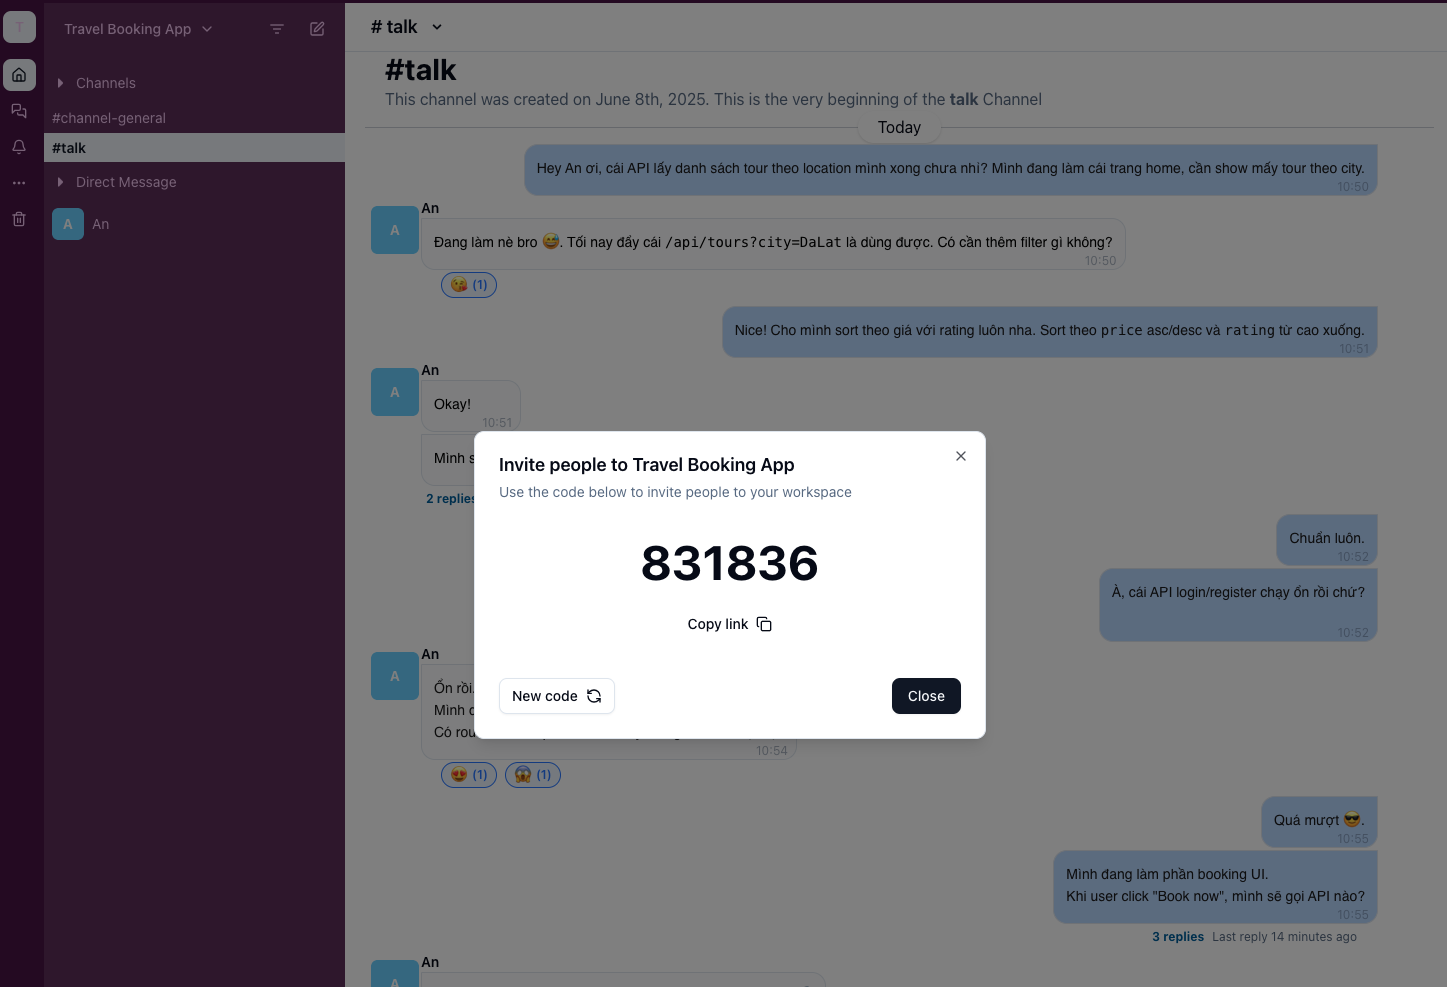 T
Travel Booking App
Channels
#channel-general
#talk
Direct Message
A
An
# talk
#talk
This channel was created on June 8th, 2025. This is the very beginning of the talk Channel
Today
Hey An ơi, cái API lấy danh sách tour theo location mình xong chưa nhỉ? Mình đang làm cái trang home, cần show mấy tour theo city.
10:50
A
An
Đang làm nè bro 😅. Tối nay đẩy cái /api/tours?city=DaLat là dùng được. Có cần thêm filter gì không?
10:50
😘 (1)
Nice! Cho mình sort theo giá với rating luôn nha. Sort theo price asc/desc và rating từ cao xuống.
10:51
A
An
Okay!
10:51
Mình
2 replies
Invite people to Travel Booking App
Use the code below to invite people to your workspace
831836
Copy link
New code
Close
Chuẩn luôn.
10:52
À, cái API login/register chạy ổn rồi chứ?
10:52
A
An
Ổn rồi
Mình
Có
10:54
😍 (1) 😱 (1)
Quá mượt 😎.
10:55
Mình đang làm phần booking UI.
Khi user click "Book now", mình sẽ gọi API nào?
10:55
3 replies Last reply 14 minutes ago
A
An